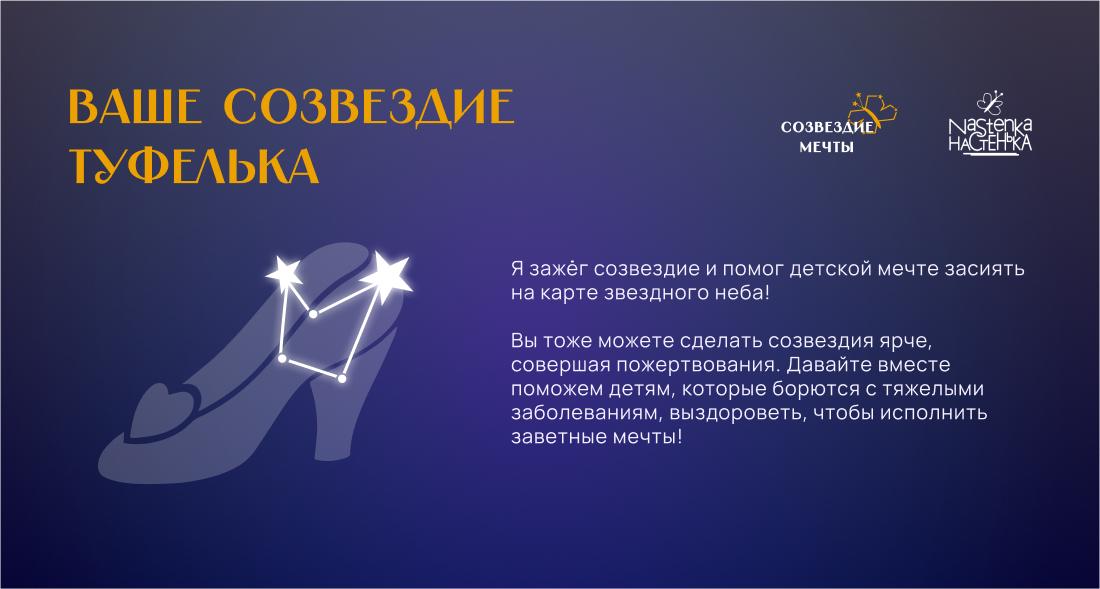 ВАШЕ СОЗВЕЗДИЕ
ТУФЕЛЬКА
СОЗВЕЗДИЕ
МЕЧТЫ
Nastenka
НАСТЕНЬКА
Я зажёг созвездие и помог детской мечте засиять
на карте звездного неба!
Вы тоже можете сделать созвездия ярче,
совершая пожертвования. Давайте вместе
поможем детям, которые борются с тяжелыми
заболеваниям, выздороветь, чтобы исполнить
заветные мечты!